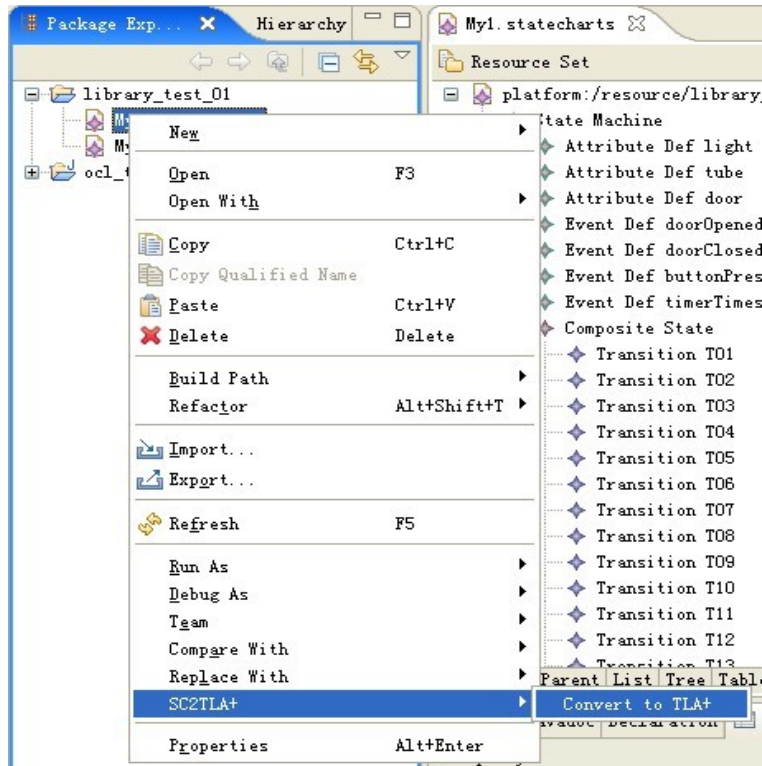 Package Exp...
Hierarchy
library_test_01
New
Open F3
Open With
Copy Ctrl+C
Copy Qualified Name
Paste Ctrl+V
Delete Delete
Build Path
Refactor Alt+Shift+T
Import...
Export...
Refresh F5
Run As
Debug As
Team
Compare With
Replace With
SC2TLA+
Properties Alt+Enter
Convert to TLA+
My1.statecharts
Resource Set
platform:/resource/library_
State Machine
Attribute Def light
Attribute Def tube
Attribute Def door
Event Def doorOpened
Event Def doorClosed
Event Def buttonPres
Event Def timerTimes
Composite State
Transition T01
Transition T02
Transition T03
Transition T04
Transition T05
Transition T06
Transition T07
Transition T08
Transition T09
Transition T10
Transition T11
Transition T12
Transition T13
Parent List Tree Table
Declaration